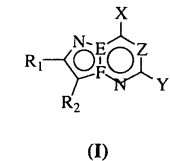 X
N E Z
R₁ F Y
R₂ N
(I)